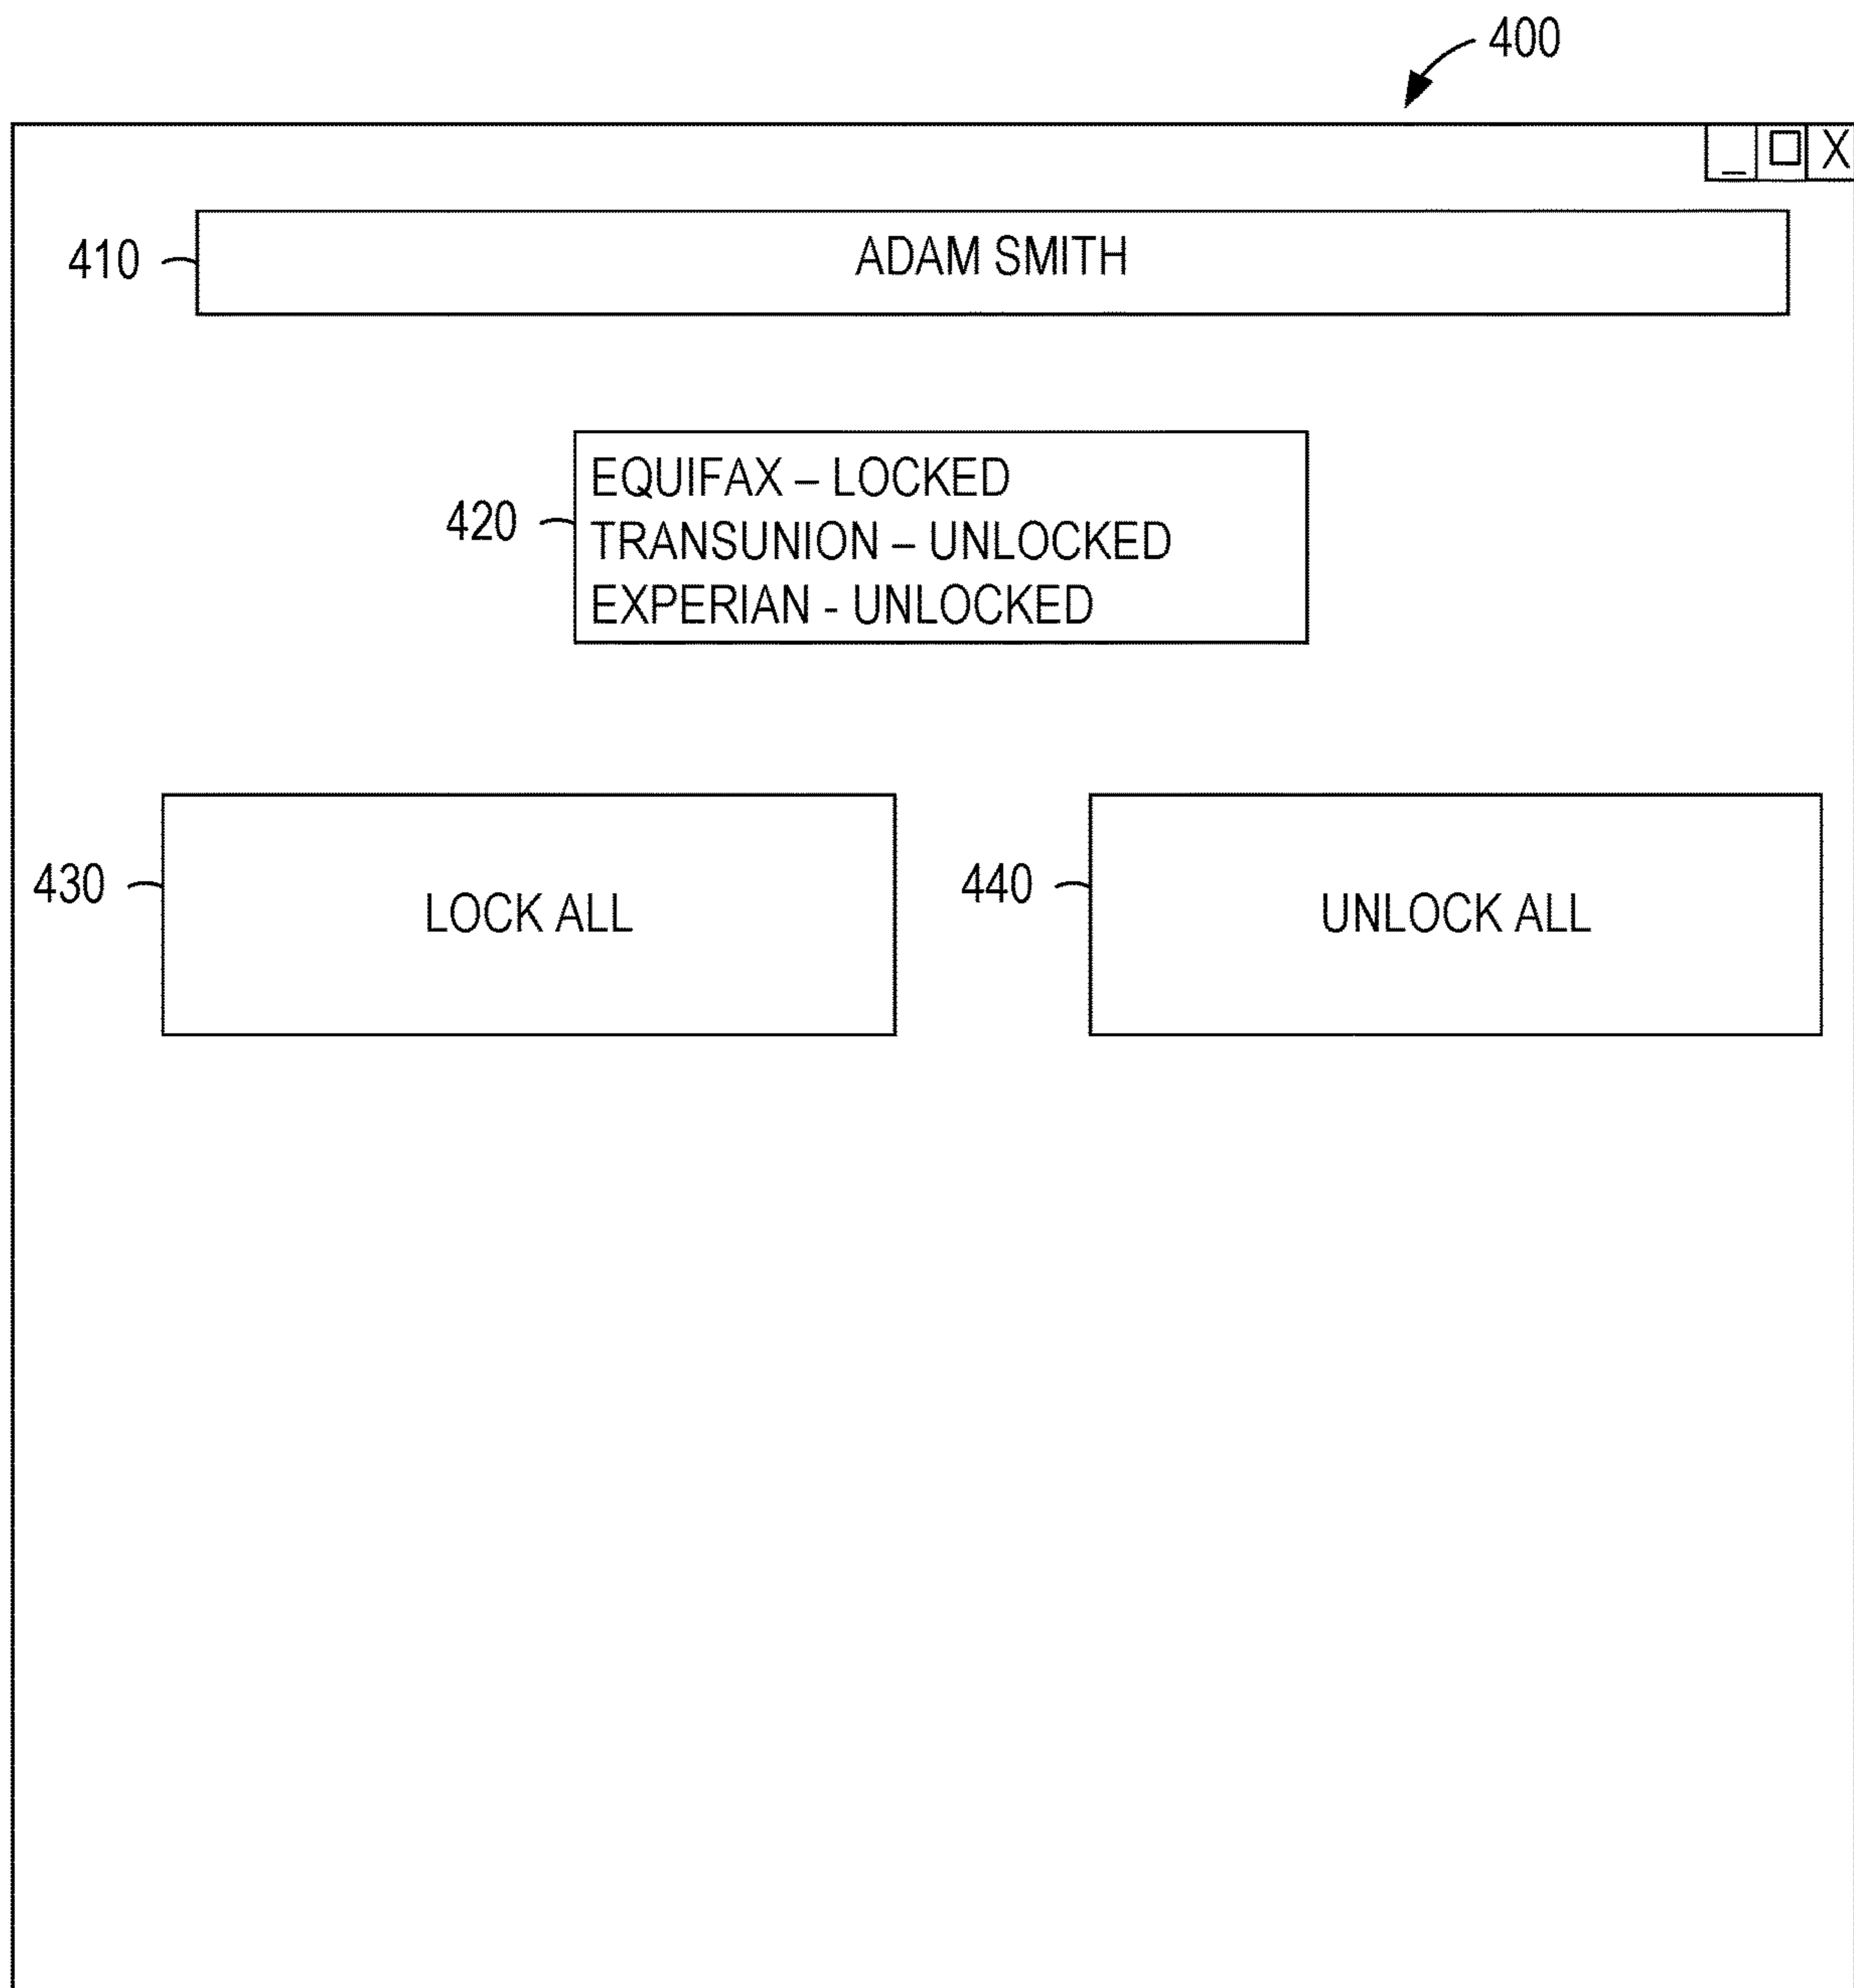 400
_ □ X
410
ADAM SMITH
420
EQUIFAX – LOCKED
TRANSUNION – UNLOCKED
EXPERIAN - UNLOCKED
430
LOCK ALL
440
UNLOCK ALL